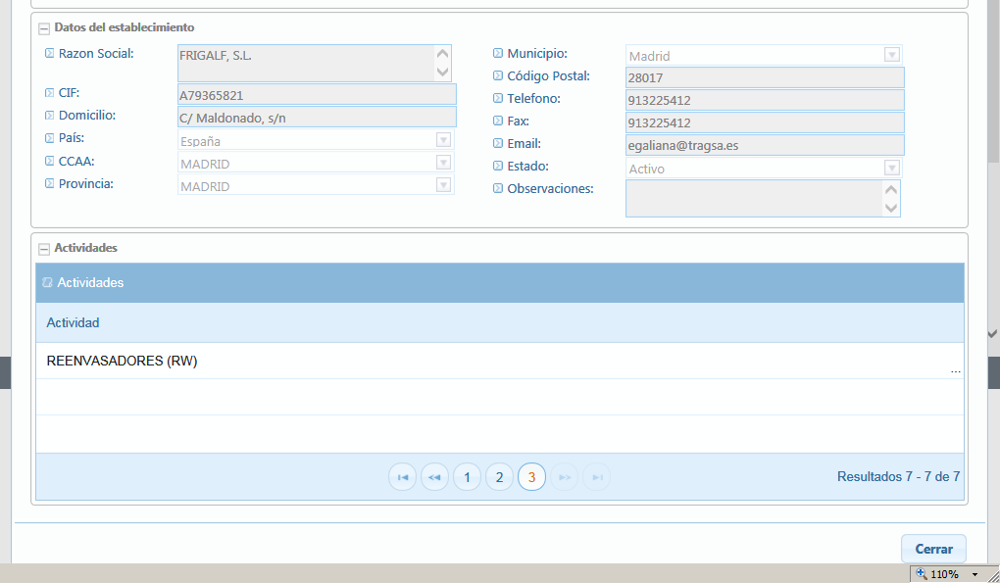 Datos del establecimiento
Razon Social: FRIGALF, S.L.
CIF: A79365821
Domicilio: C/ Maldonado, s/n
País: España
CCAA: MADRID
Provincia: MADRID
Municipio: Madrid
Código Postal: 28017
Telefono: 913225412
Fax: 913225412
Email: egaliana@tragsa.es
Estado: Activo
Observaciones:
Actividades
Actividades
Actividad
REENVASADORES (RW)
...
1 2 3
Resultados 7 - 7 de 7
Cerrar
110%